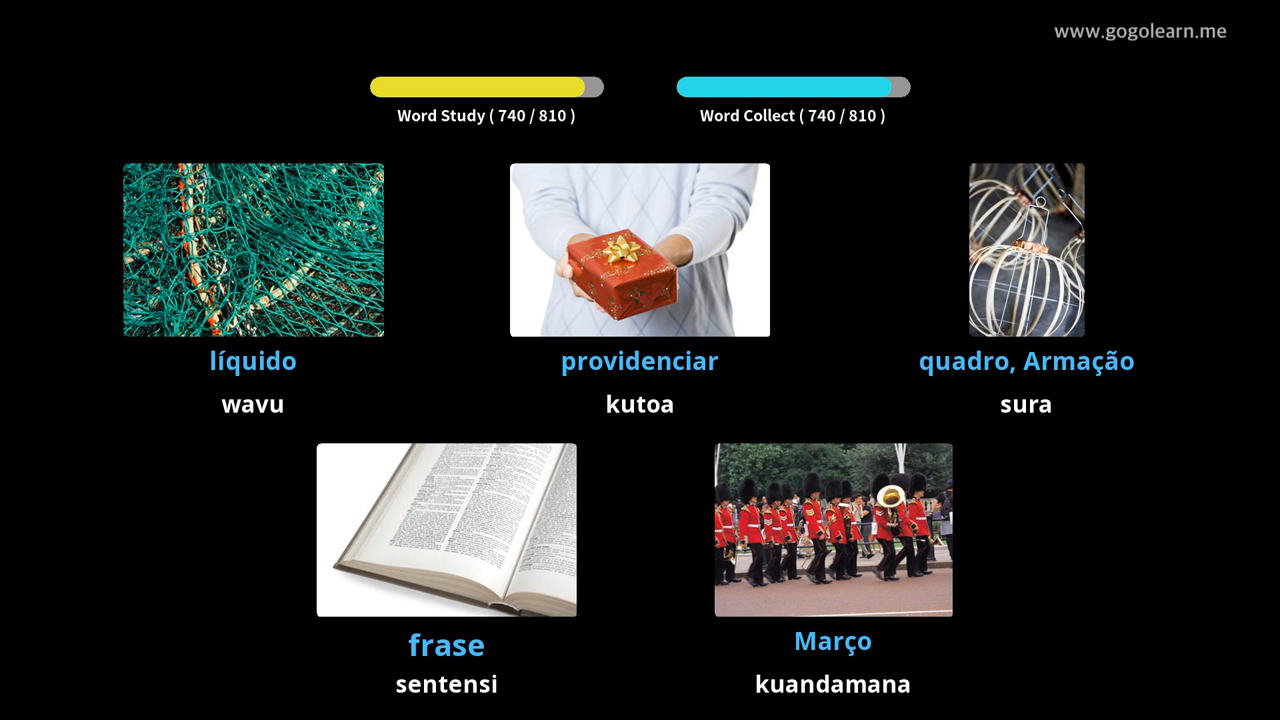 www.gogolearn.me
Word Study ( 740 / 810 )
Word Collect ( 740 / 810 )
líquido
wavu
providenciar
kutoa
quadro, Armação
sura
frase
sentensi
Março
kuandamana